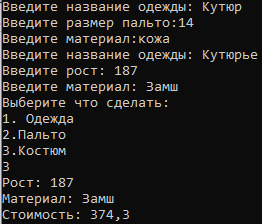 Введите название одежды: Кутюр
Введите размер пальто:14
Введите материал:кожа
Введите название одежды: Кутюрье
Введите рост: 187
Введите материал: Замш
Выберите что сделать:
1. Одежда
2.Пальто
3.Костюм
3
Рост: 187
Материал: Замш
Стоимость: 374,3